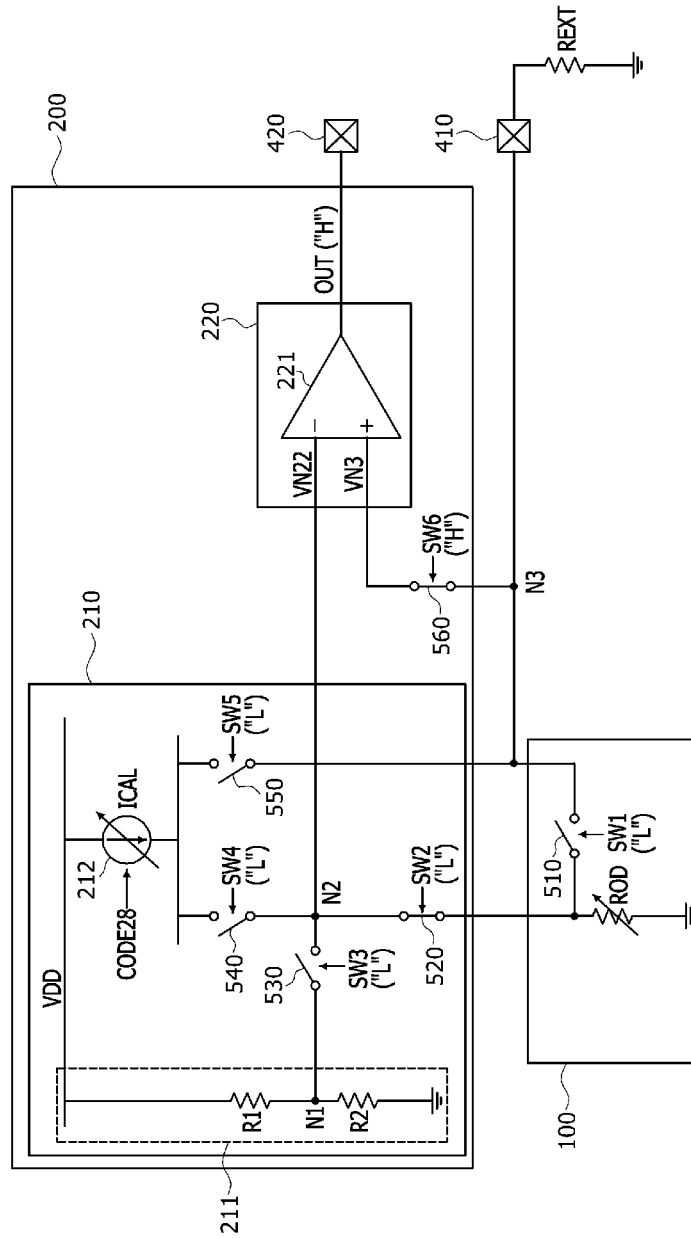 200
210
VDD
212
ICAL
CODE28
SW4
("L")
540
SW5
("L")
550
R1
N1
R2
211
530
SW3
("L")
N2
SW2
("L")
520
220
221
VN22
VN3
−
+
OUT ("H")
420
SW6
("H")
560
N3
410
REXT
100
510
SW1
("L")
ROD